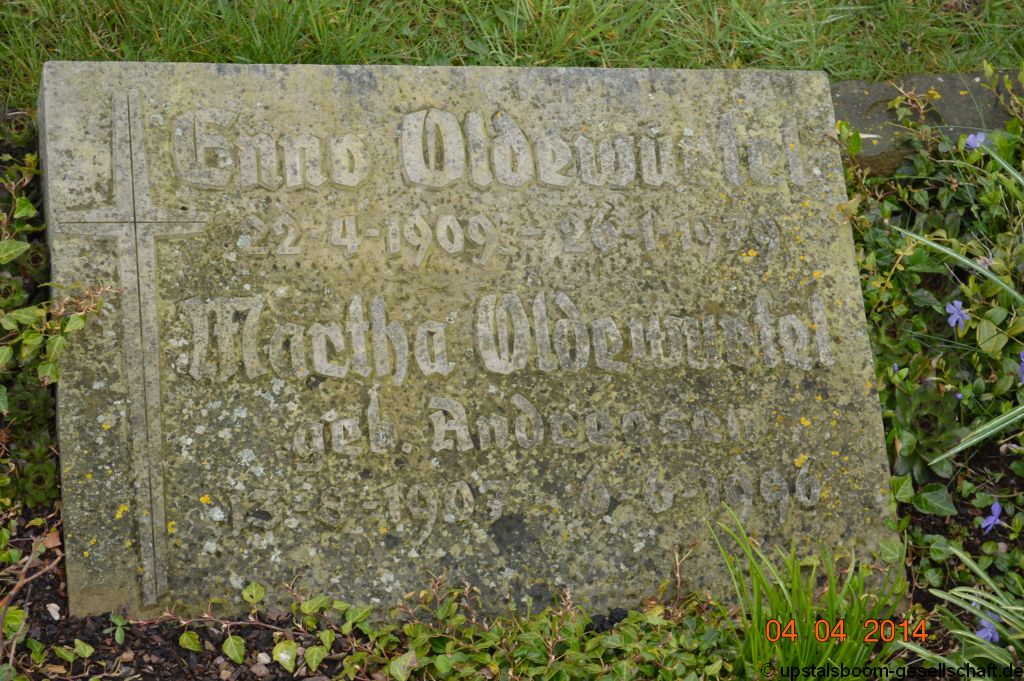 Enno Oldewurtel
22-4-1909 - 26-1-1979
Martha Oldewurtel
geb. Andreesen
13-8-1907 6-6-1996
04 04 2014
© upstalsboom-gesellschaft.de